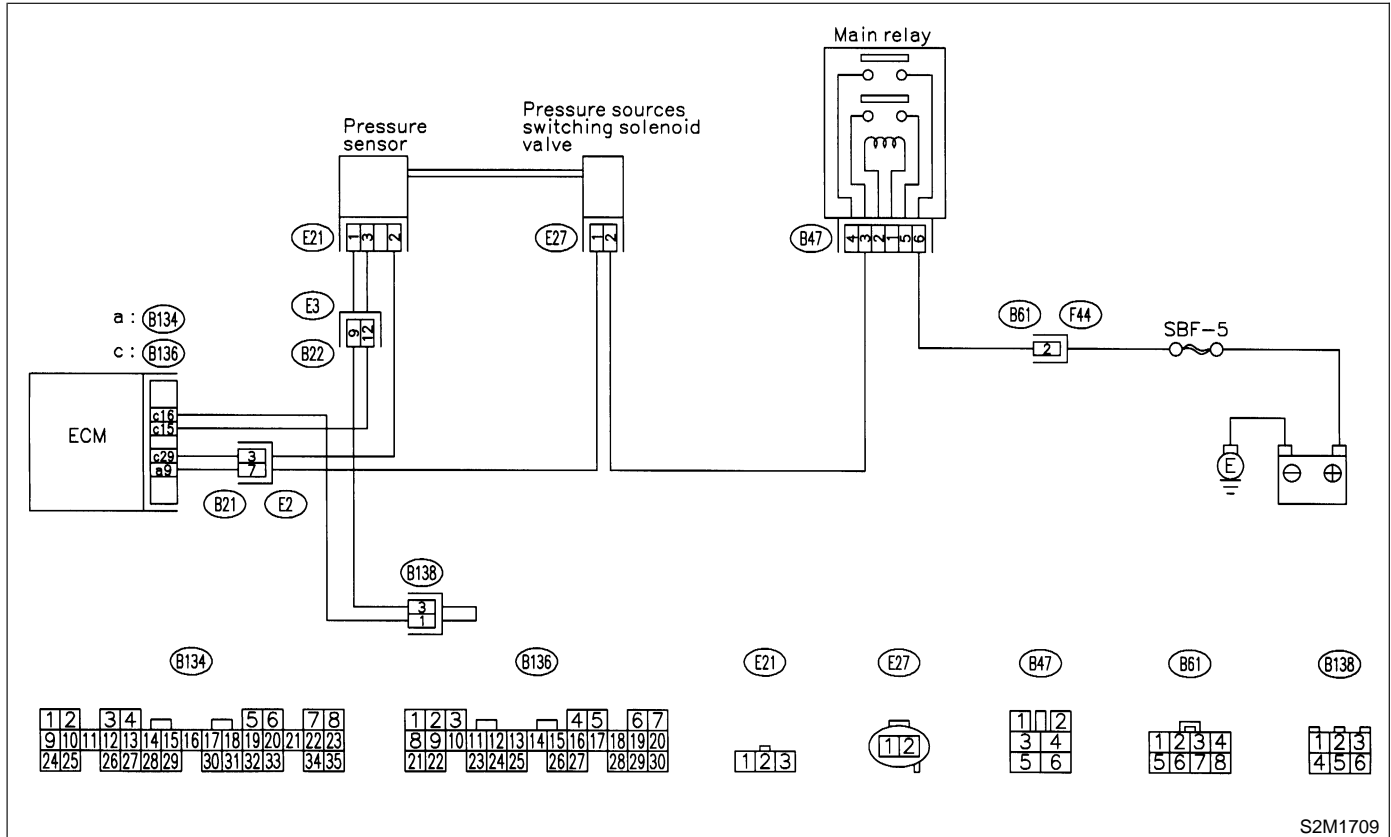 Main relay
Pressure sources
switching solenoid
valve
Pressure
sensor
E21
1 3 2
E27
1 2
B47
4 3 2 1 5 6
E3
9 12
B22
a : B134
c : B136
B61 F44
2
SBF-5
ECM
c16
c15
c29
a9
3
7
B21 E2
E
⊖ ⊕
B138
3
1
B134 B136 E21 E27 B47 B61 B138
1 2 3 4 5 6 7 8
9 10 11 12 13 14 15 16 17 18 19 20 21 22 23
24 25 26 27 28 29 30 31 32 33 34 35
1 2 3 4 5 6 7
8 9 10 11 12 13 14 15 16 17 18 19 20
21 22 23 24 25 26 27 28 29 30
1 2 3
1 2
1 2
3 4
5 6
1 2 3 4
5 6 7 8
1 2 3
4 5 6
S2M1709